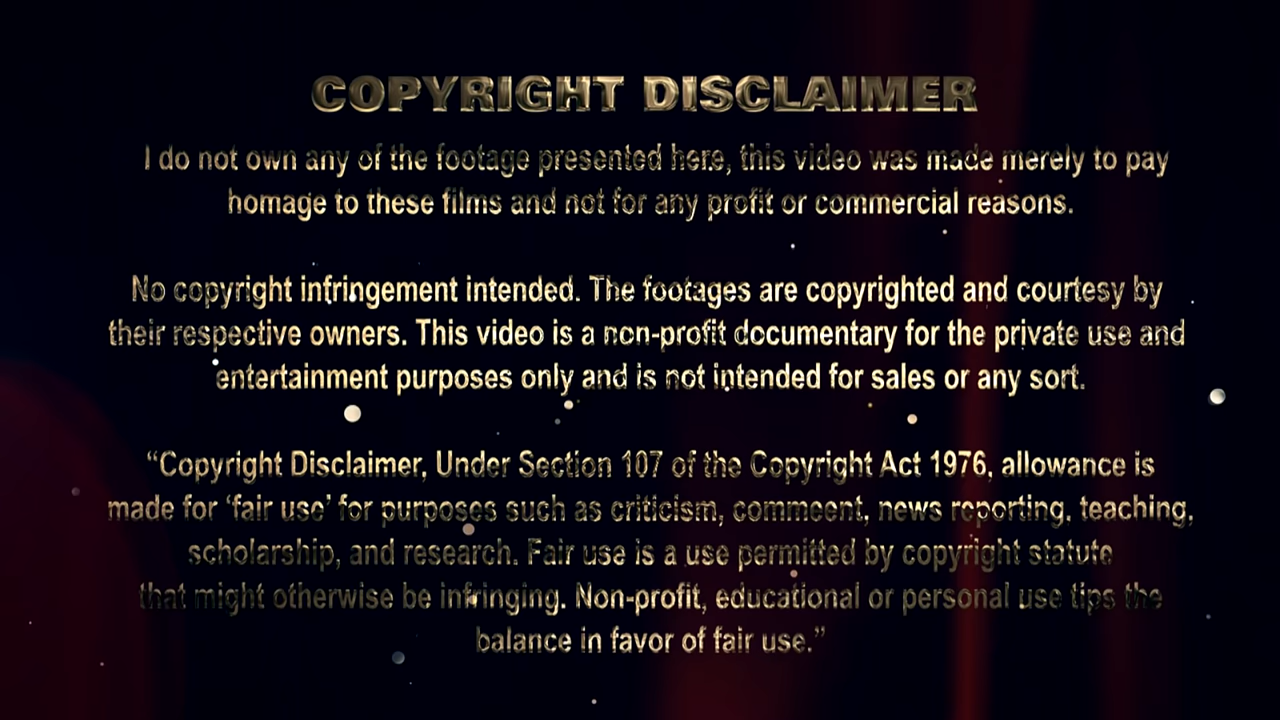 COPYRIGHT DISCLAIMER
I do not own any of the footage presented here, this video was made merely to pay
homage to these films and not for any profit or commercial reasons.
No copyright infringement intended. The footages are copyrighted and courtesy by
their respective owners. This video is a non-profit documentary for the private use and
entertainment purposes only and is not intended for sales or any sort.
“Copyright Disclaimer, Under Section 107 of the Copyright Act 1976, allowance is
made for ‘fair use’ for purposes such as criticism, comment, news reporting, teaching,
scholarship, and research. Fair use is a use permitted by copyright statute
that might otherwise be infringing. Non-profit, educational or personal use tips the
balance in favor of fair use.”